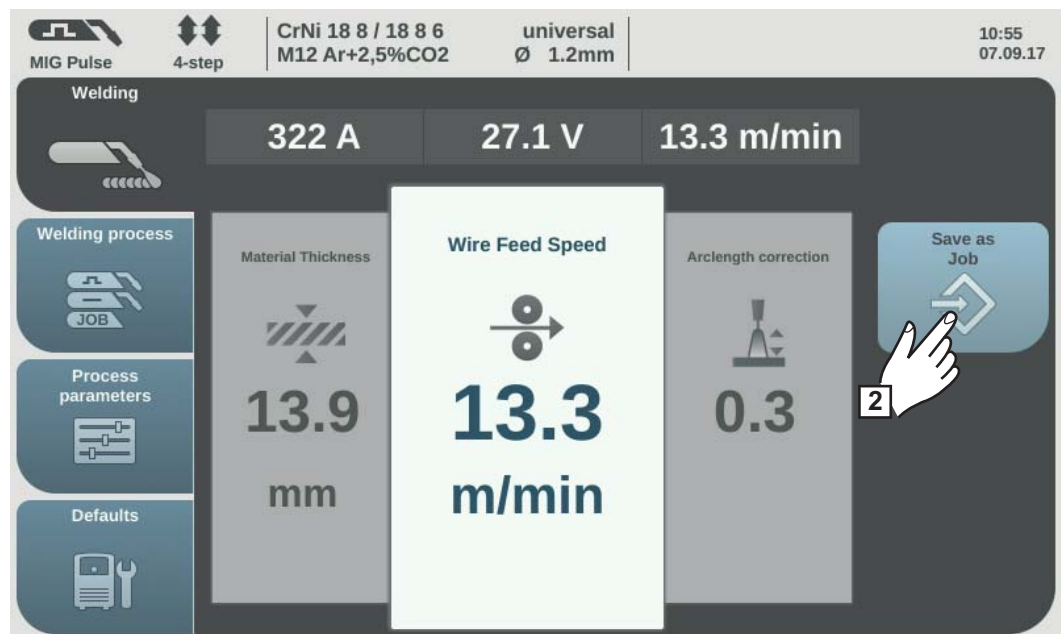 MIG Pulse
4-step
CrNi 18 8 / 18 8 6 universal
M12 Ar+2,5%CO2 Ø 1.2mm
10:55
07.09.17
Welding
322 A 27.1 V 13.3 m/min
Welding process
JOB
Process
parameters
Defaults
Material Thickness
13.9
mm
Wire Feed Speed
13.3
m/min
Arclength correction
0.3
Save as
Job
2